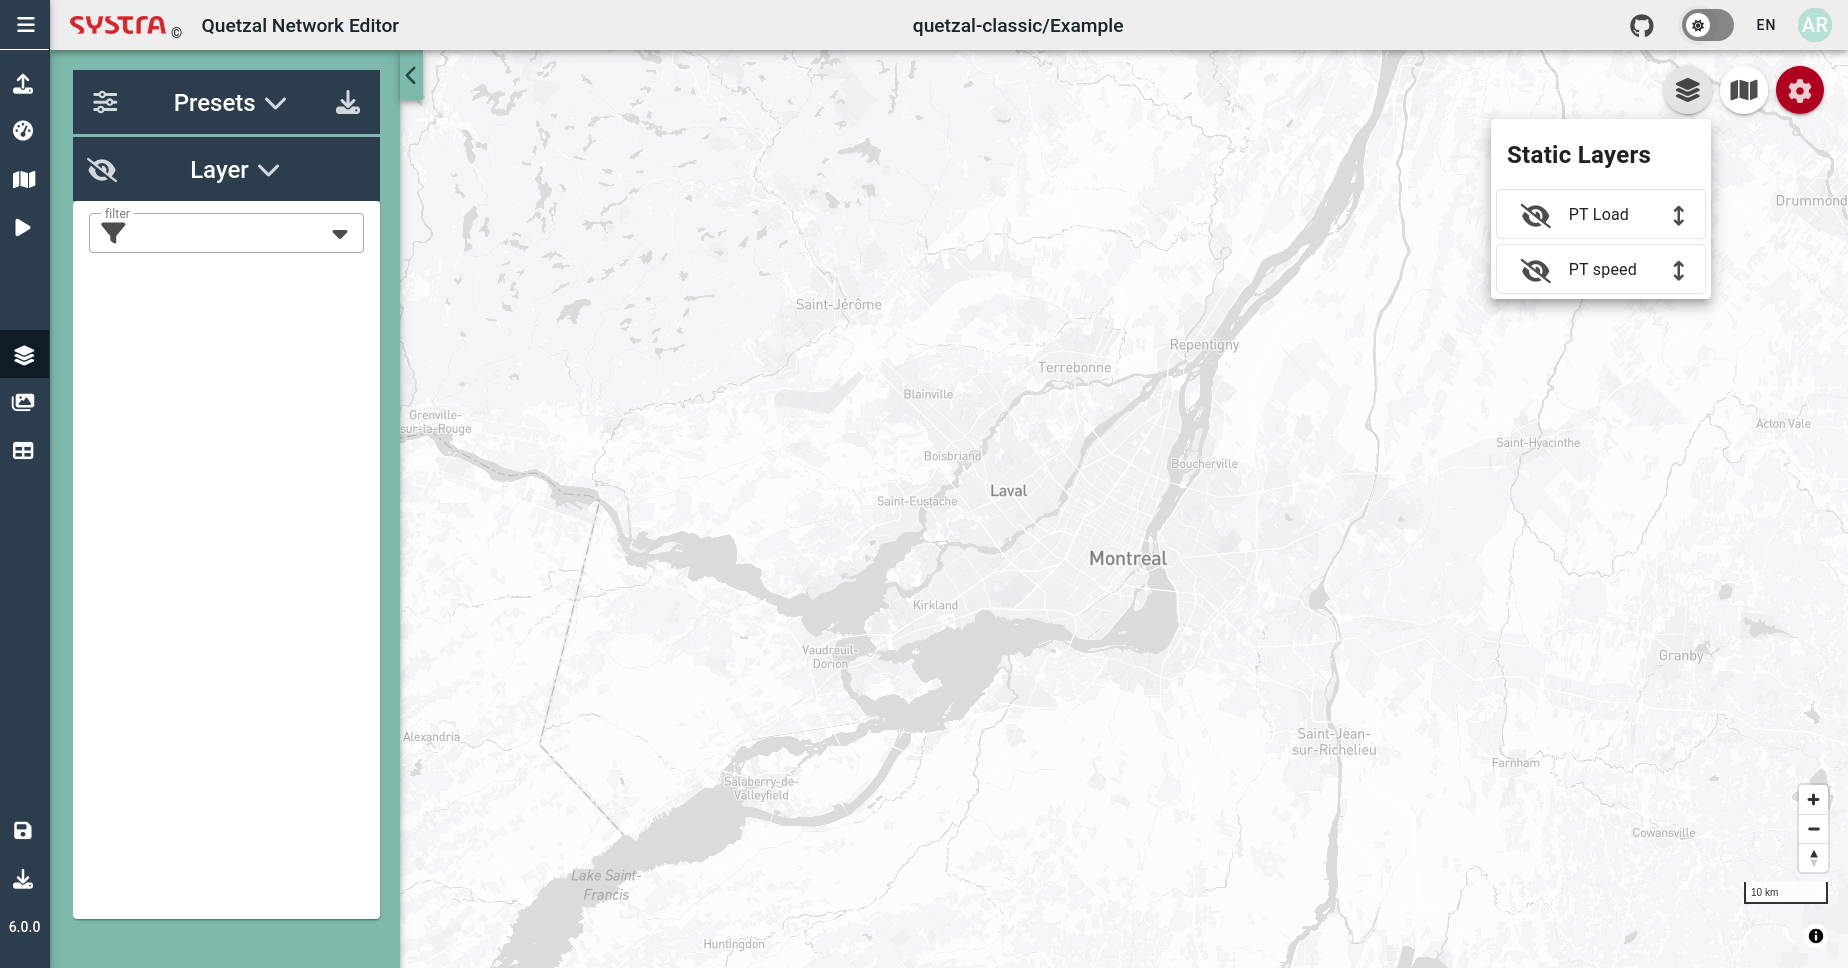 SYSTRA ©
Quetzal Network Editor
quetzal-classic/Example
EN
AR
Presets
Layer
filter
Static Layers
PT Load
PT speed
Drummond
Saint-Jérôme
Repentigny
Terrebonne
Blainville
Grenville-
sur-la-Rouge
Acton Vale
Saint-Hyacinthe
Boisbriand
Boucherville
Laval
Saint-Eustache
Montreal
Kirkland
Vaudreuil-
Dorion
Granby
Alexandria
Saint-Jean-
sur-Richelieu
Farnham
Salaberry-de-
Valleyfield
Cowansville
Lake Saint-
Francis
10 km
6.0.0
Huntingdon